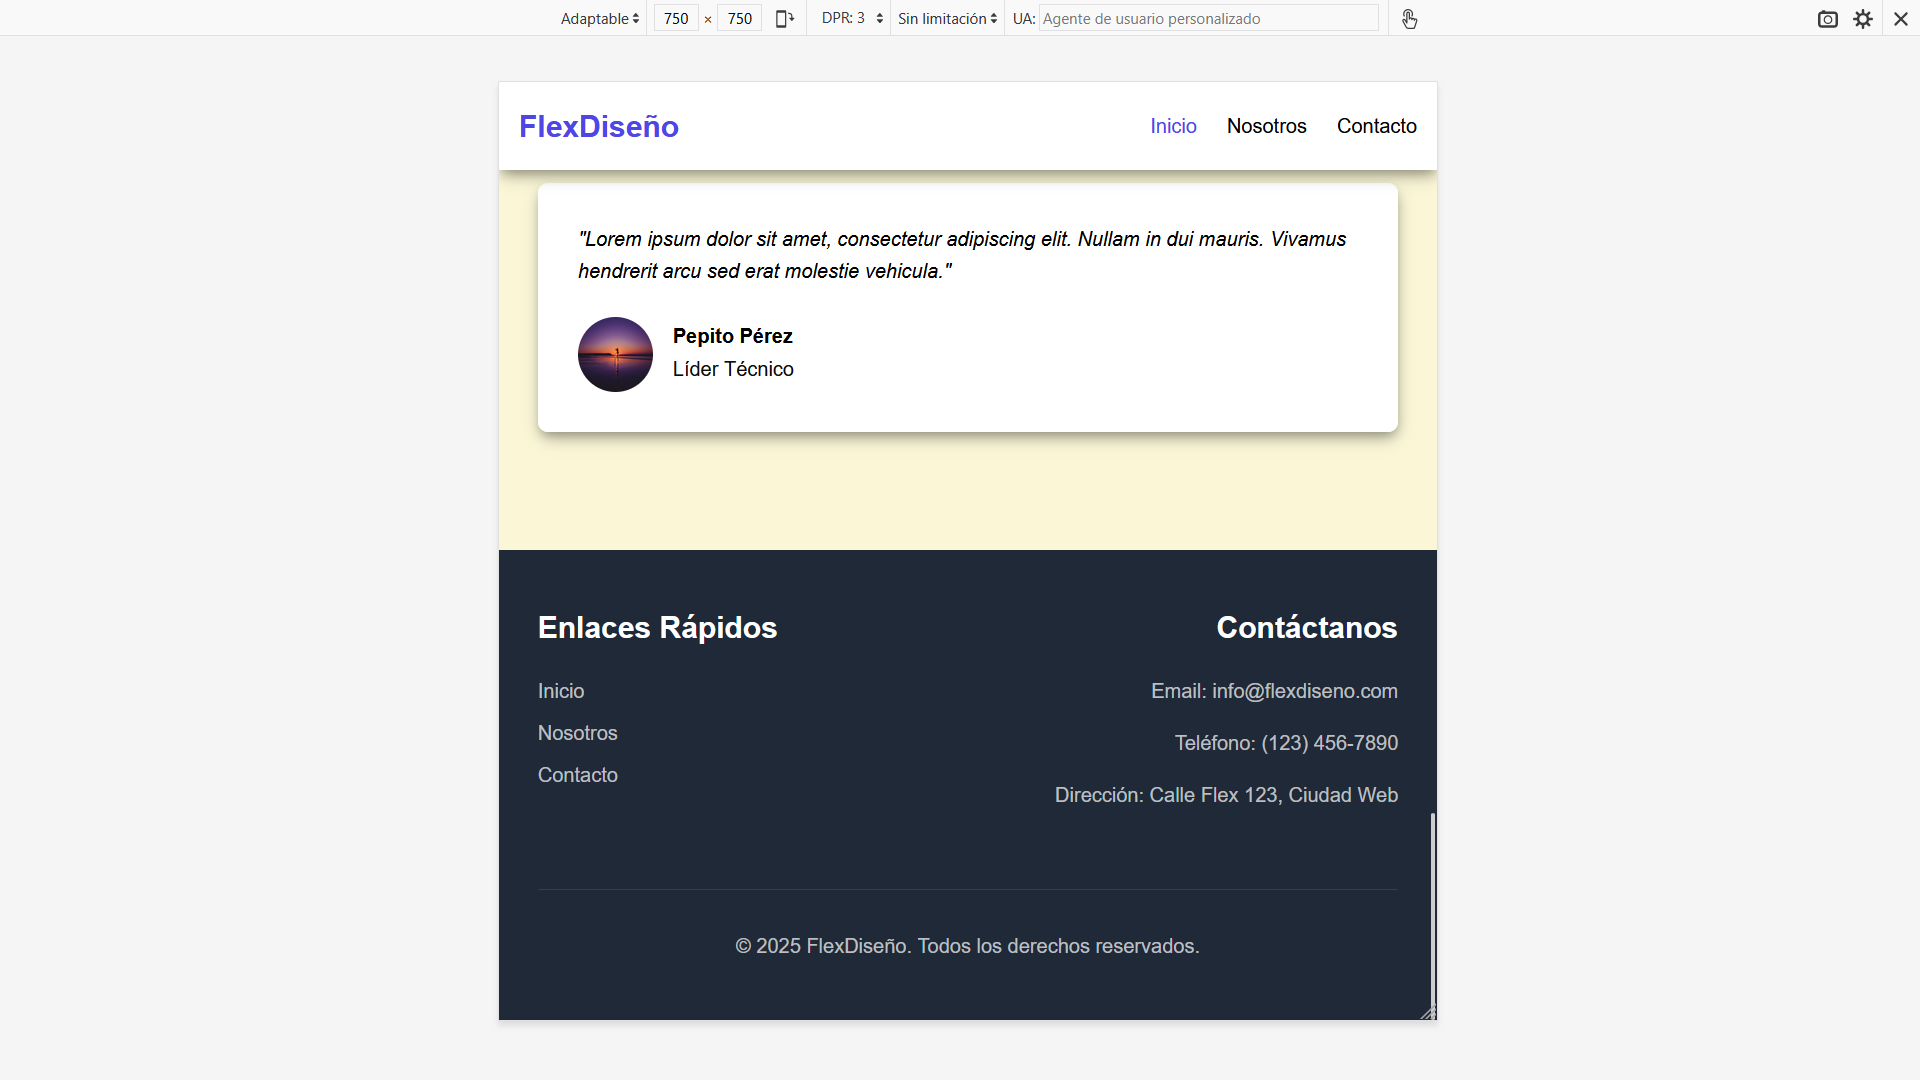 Adaptable 750 × 750 DPR: 3 Sin limitación UA: Agente de usuario personalizado
FlexDiseño Inicio Nosotros Contacto
"Lorem ipsum dolor sit amet, consectetur adipiscing elit. Nullam in dui mauris. Vivamus
hendrerit arcu sed erat molestie vehicula."
Pepito Pérez
Líder Técnico
Enlaces Rápidos
Inicio
Nosotros
Contacto
Contáctanos
Email: info@flexdiseno.com
Teléfono: (123) 456-7890
Dirección: Calle Flex 123, Ciudad Web
© 2025 FlexDiseño. Todos los derechos reservados.